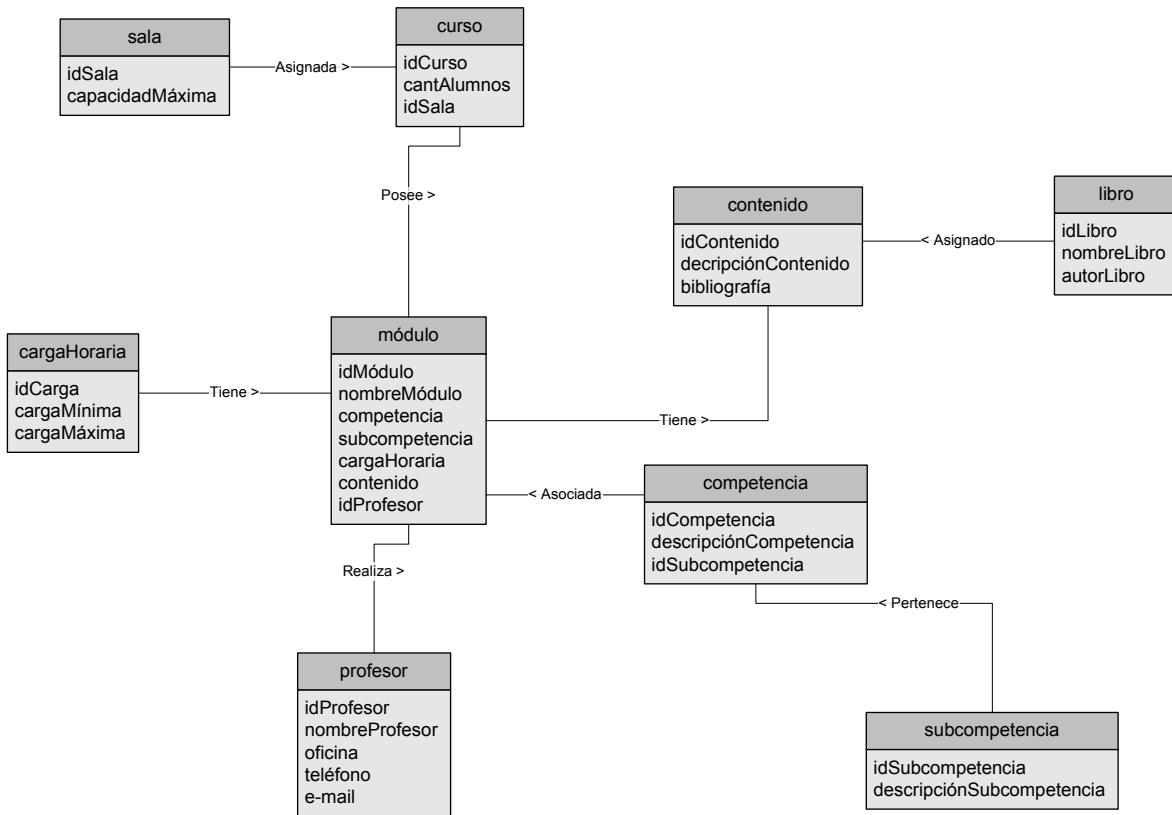 sala
idSala
capacidadMáxima
Asignada >
curso
idCurso
cantAlumnos
idSala
Posee >
contenido
idContenido
decripciónContenido
bibliografía
< Asignado
libro
idLibro
nombreLibro
autorLibro
cargaHoraria
idCarga
cargaMínima
cargaMáxima
Tiene >
módulo
idMódulo
nombreMódulo
competencia
subcompetencia
cargaHoraria
contenido
idProfesor
Tiene >
< Asociada
competencia
idCompetencia
descripciónCompetencia
idSubcompetencia
Realiza >
< Pertenece
profesor
idProfesor
nombreProfesor
oficina
teléfono
e-mail
subcompetencia
idSubcompetencia
descripciónSubcompetencia